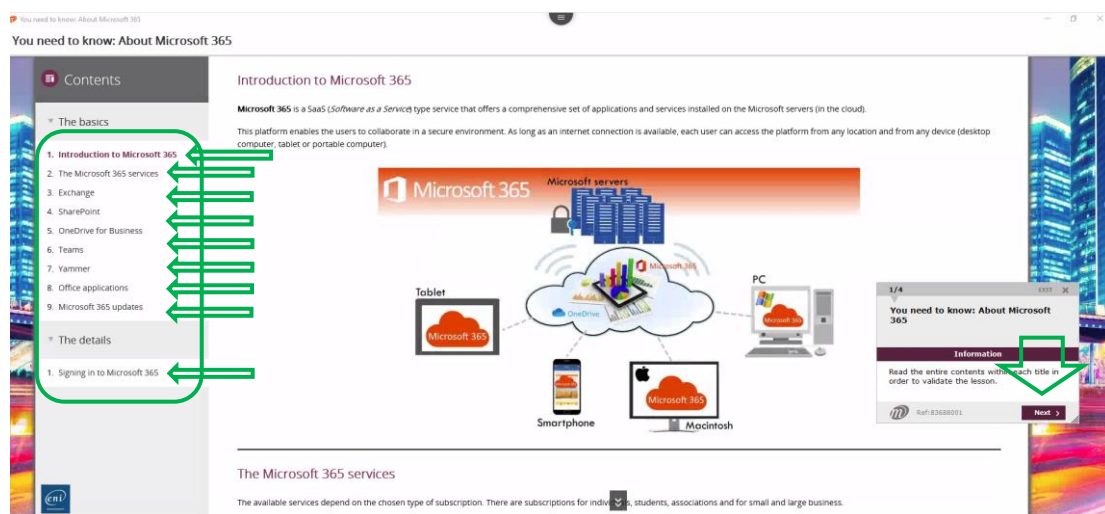 You need to know: About Microsoft 365
You need to know: About Microsoft 365
Contents
The basics
1. Introduction to Microsoft 365
2. The Microsoft 365 services
3. Exchange
4. SharePoint
5. OneDrive for Business
6. Teams
7. Yammer
8. Office applications
9. Microsoft 365 updates
The details
1. Signing in to Microsoft 365
eni
Introduction to Microsoft 365
Microsoft 365 is a SaaS (Software as a Service) type service that offers a comprehensive set of applications and services installed on the Microsoft servers (in the cloud).
This platform enables the users to collaborate in a secure environment. As long as an internet connection is available, each user can access the platform from any location and from any device (desktop
computer, tablet or portable computer).
Microsoft 365
Microsoft servers
Microsoft 365
OneDrive
Tablet
Microsoft 365
PC
Microsoft 365
Smartphone
Microsoft 365
Macintosh
The Microsoft 365 services
The available services depend on the chosen type of subscription. There are subscriptions for students, associations and for small and large business.
1/4
EXIT
You need to know: About Microsoft
365
Information
Read the entire contents within each title in
order to validate the lesson.
Ref:83688001
Next